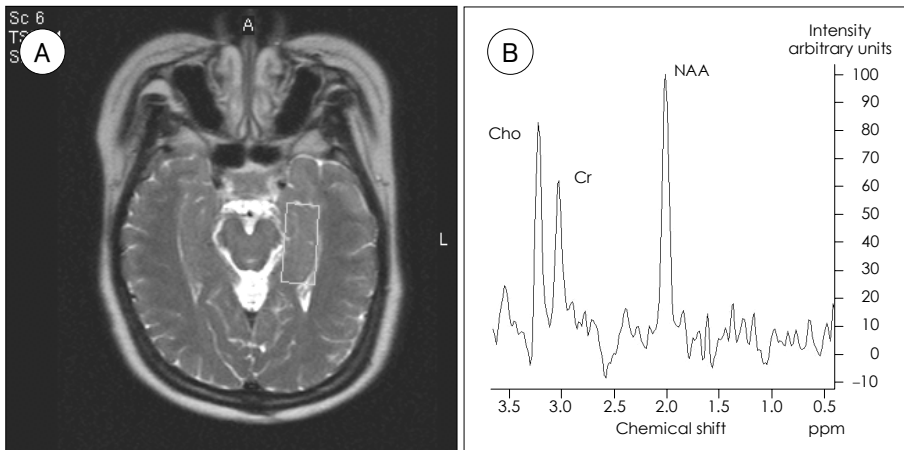 Sc 6
A
A
L
B
Intensity
arbitrary units
NAA
Cho
Cr
100
90
80
70
60
50
40
30
20
10
0
–10
3.5 3.0 2.5 2.0 1.5 1.0 0.5
Chemical shift ppm